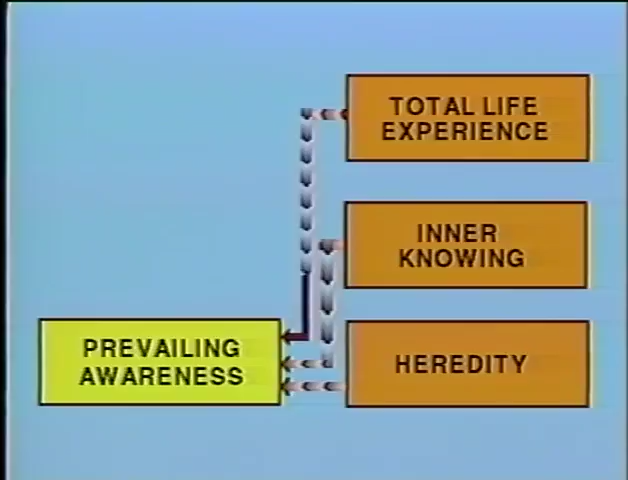 TOTAL LIFE
EXPERIENCE
INNER
KNOWING
PREVAILING
AWARENESS
HEREDITY